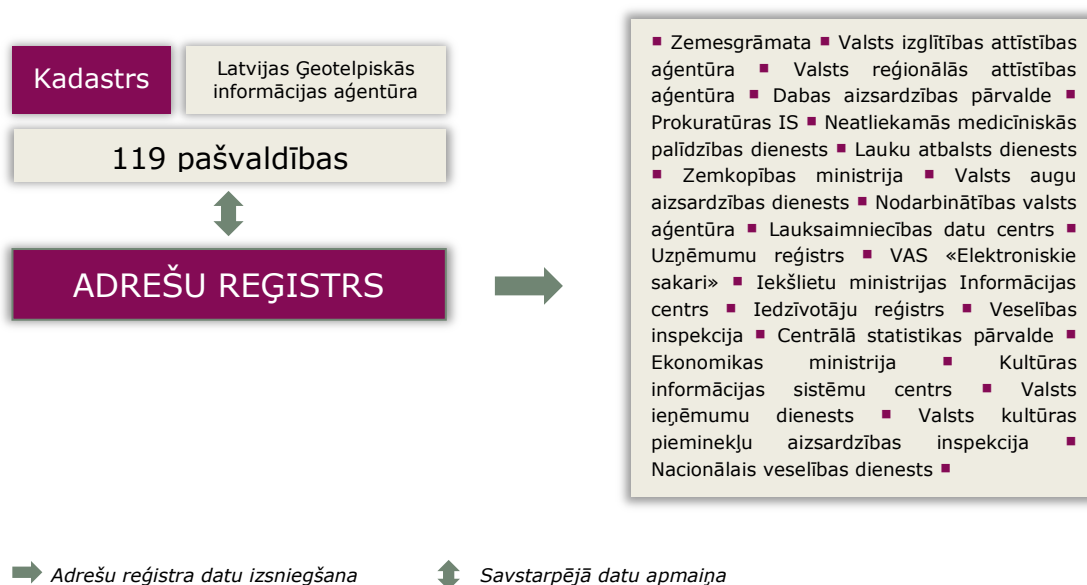 Kadastrs
Latvijas Ģeotelpiskās
informācijas aģentūra
119 pašvaldības
ADREŠU REĢISTRS
▪ Zemesgrāmata ▪ Valsts izglītības attīstības
aģentūra ▪ Valsts reģionālās attīstības
aģentūra ▪ Dabas aizsardzības pārvalde ▪
Prokuratūras IS ▪ Neatliekamās medicīniskās
palīdzības dienests ▪ Lauku atbalsts dienests
▪ Zemkopības ministrija ▪ Valsts augu
aizsardzības dienests ▪ Nodarbinātības valsts
aģentūra ▪ Lauksaimniecības datu centrs ▪
Uzņēmumu reģistrs ▪ VAS «Elektroniskie
sakari» ▪ Iekšlietu ministrijas Informācijas
centrs ▪ Iedzīvotāju reģistrs ▪ Veselības
inspekcija ▪ Centrālā statistikas pārvalde ▪
Ekonomikas ministrija ▪ Kultūras
informācijas sistēmu centrs ▪ Valsts
ieņēmumu dienests ▪ Valsts kultūras
pieminekļu aizsardzības inspekcija ▪
Nacionālais veselības dienests ▪
Adrešu reģistra datu izsniegšana
Savstarpējā datu apmaiņa